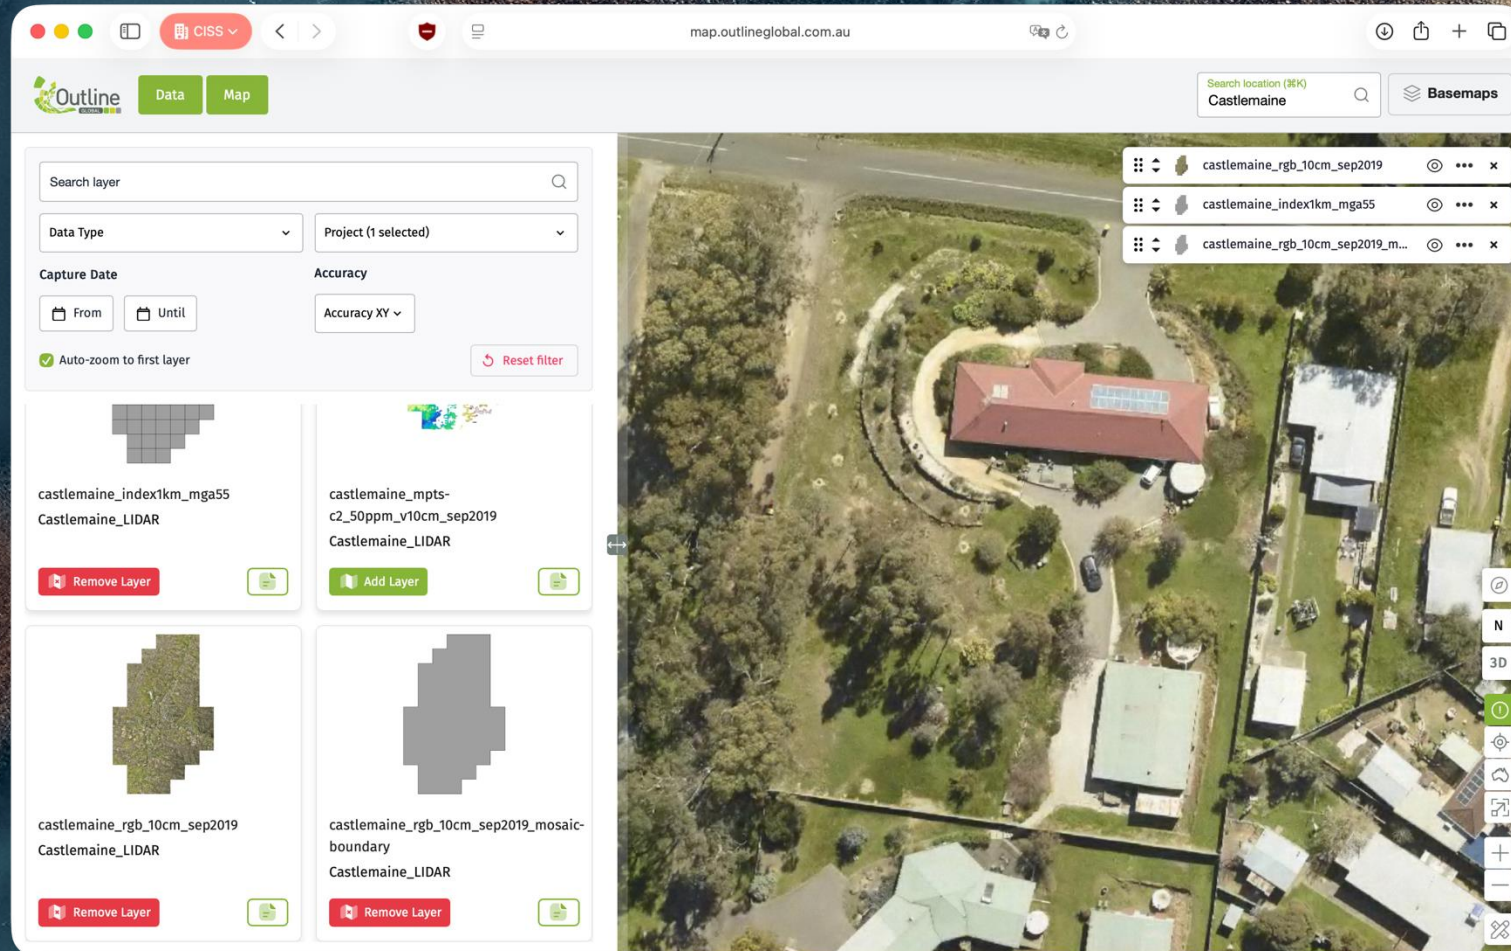 CISS
map.outlineglobal.com.au
Outline
GLOBAL
Data
Map
Search location (⌘K)
Castlemaine
Basemaps
Search layer
Data Type
Project (1 selected)
Capture Date
Accuracy
From
Until
Accuracy XY
Auto-zoom to first layer
Reset filter
castlemaine_index1km_mga55
Castlemaine_LIDAR
Remove Layer
castlemaine_mpts-
c2_50ppm_v10cm_sep2019
Castlemaine_LIDAR
Add Layer
castlemaine_rgb_10cm_sep2019
Castlemaine_LIDAR
Remove Layer
castlemaine_rgb_10cm_sep2019_mosaic-
boundary
Castlemaine_LIDAR
Remove Layer
castlemaine_rgb_10cm_sep2019
castlemaine_index1km_mga55
castlemaine_rgb_10cm_sep2019_m...
N
3D